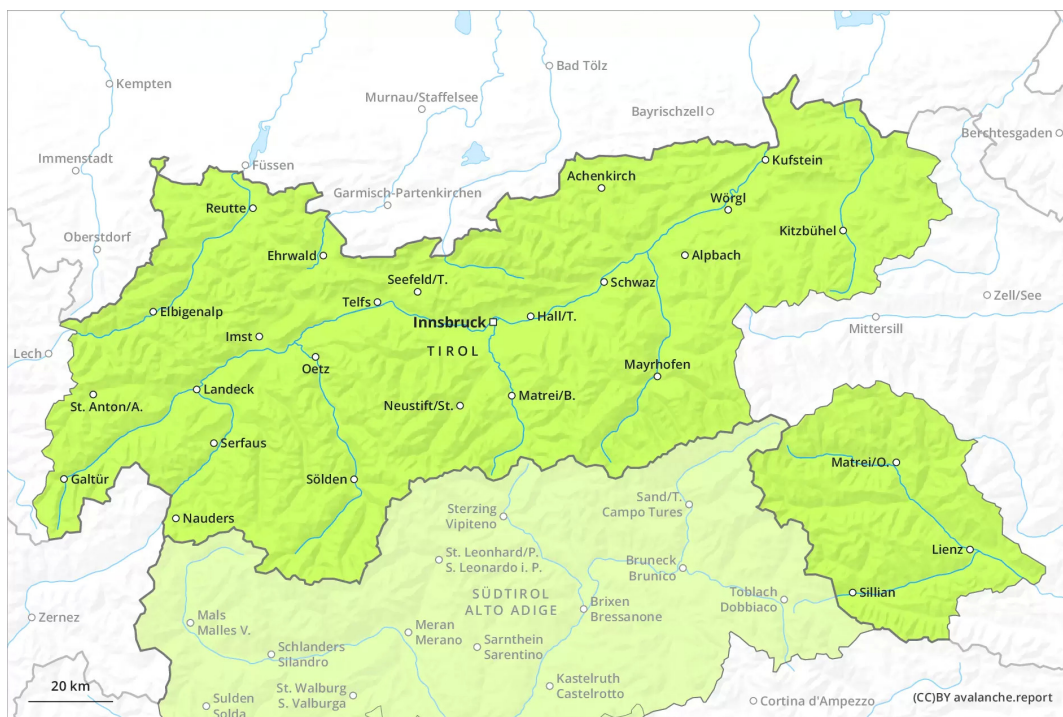 Kempten
Bad Tölz
Murnau/Staffelsee
Bayrischzell
Berchtesgaden
Immenstadt
Füssen
Kufstein
Garmisch-Partenkirchen
Achenkirch
Reutte
Wörgl
Oberstdorf
Kitzbühel
Ehrwald
Alpbach
Seefeld/T.
Schwaz
Zell/See
Telfs
Elbigenalp
Hall/T.
Innsbruck
Mittersill
Imst
Lech
TIROL
Oetz
Mayrhofen
Landeck
St. Anton/A.
Matrei/B.
Neustift/St.
Serfaus
Matrei/O.
Galtür
Sölden
Sand/T.
Campo Tures
Sterzing
Vipiteno
Nauders
Lienz
St. Leonhard/P.
S. Leonardo i. P.
Bruneck
Brunico
SÜDTIROL
ALTO ADIGE
Toblach
Dobbiaco
Sillian
Brixen
Bressanone
Zernez
Mals
Malles V.
Meran
Merano
Sarnthein
Sarentino
Schlanders
Silandro
Kastelruth
Castelrotto
20 km
St. Walburg
S. Valburga
Sulden
Solda
Cortina d'Ampezzo
(CC)BY avalanche.report